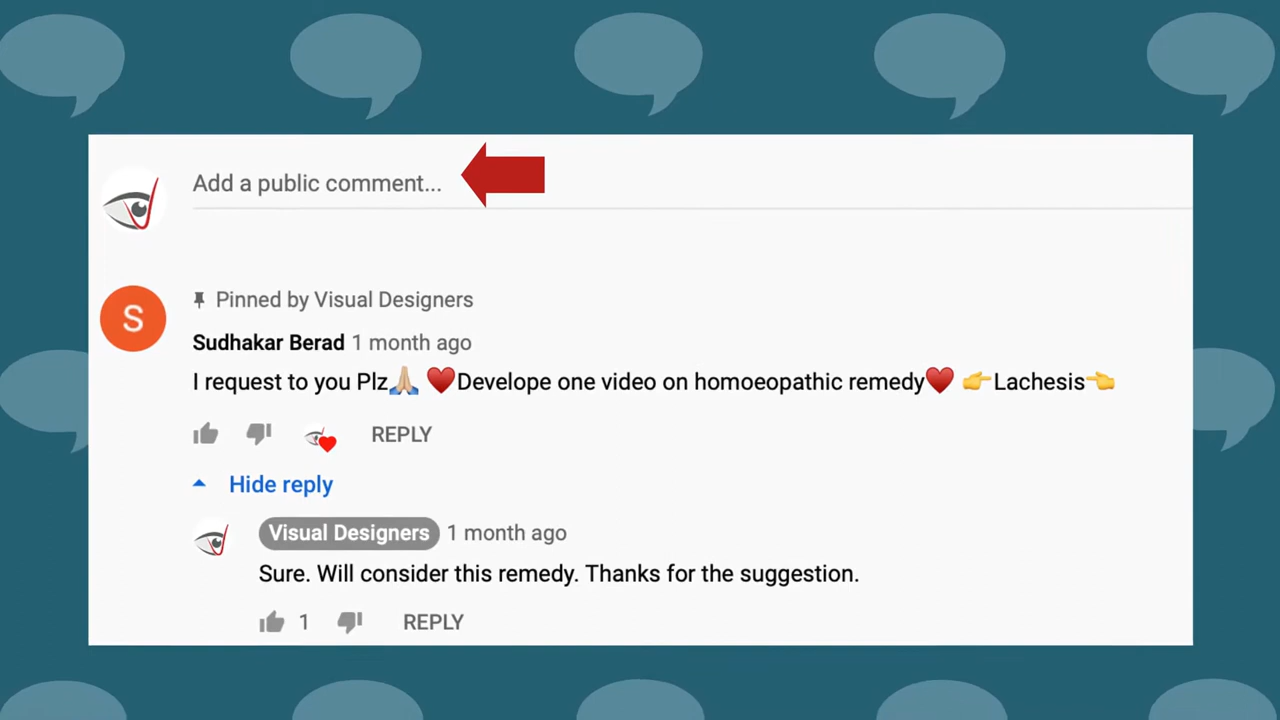 Add a public comment...
Pinned by Visual Designers
Sudhakar Berad 1 month ago
I request to you Plz🙏🏼 ♥️Develope one video on homoeopathic remedy♥️ 👉Lachesis👈
REPLY
Hide reply
Visual Designers 1 month ago
Sure. Will consider this remedy. Thanks for the suggestion.
1 REPLY